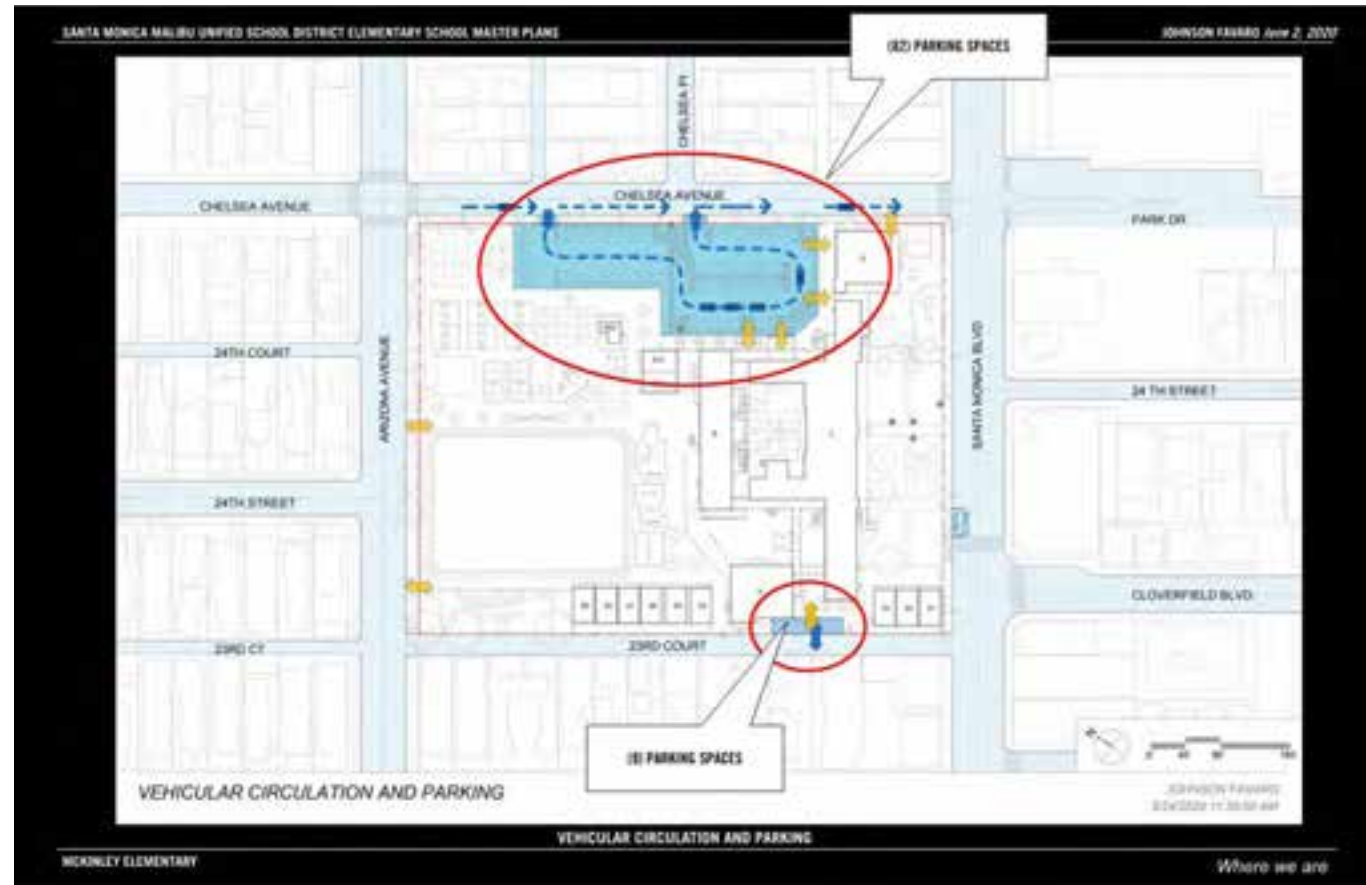 SANTA MONICA MALIBU UNIFIED SCHOOL DISTRICT ELEMENTARY SCHOOL MASTER PLANS
JOHNSON FAVARO June 2, 2020
(82) PARKING SPACES
CHELSEA PL
CHELSEA AVENUE
CHELSEA AVENUE
PARK DR
24TH COURT
ARIZONA AVENUE
SANTA MONICA BLVD
24 TH STREET
24TH STREET
CLOVERFIELD BLVD.
23RD CT
23RD COURT
PARKING SPACES
N
VEHICULAR CIRCULATION AND PARKING
JOHNSON FAVARO
VEHICULAR CIRCULATION AND PARKING
MCKINLEY ELEMENTARY
Where we are